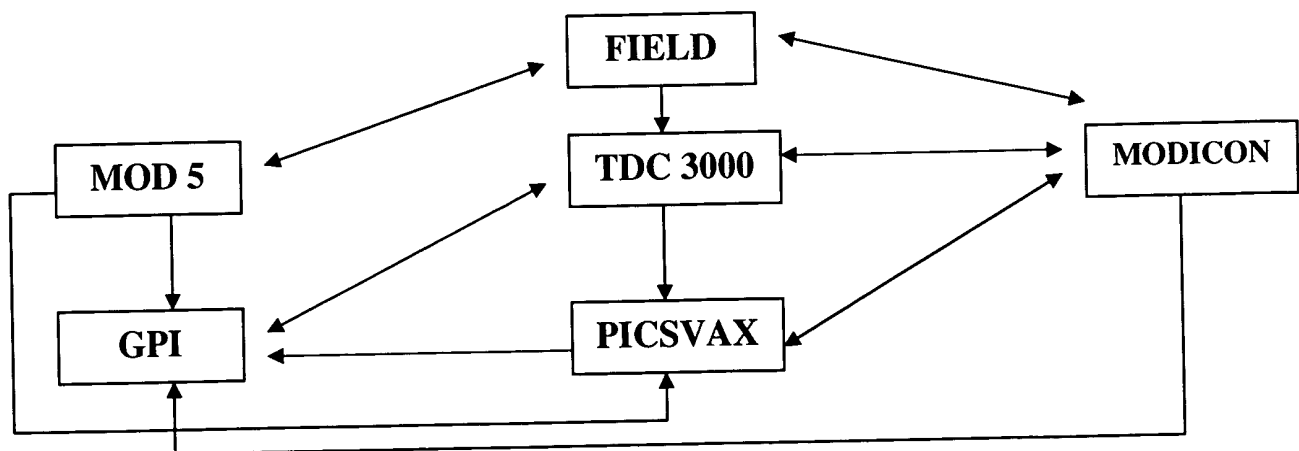 FIELD
MOD 5
TDC 3000
MODICON
GPI
PICSVAX